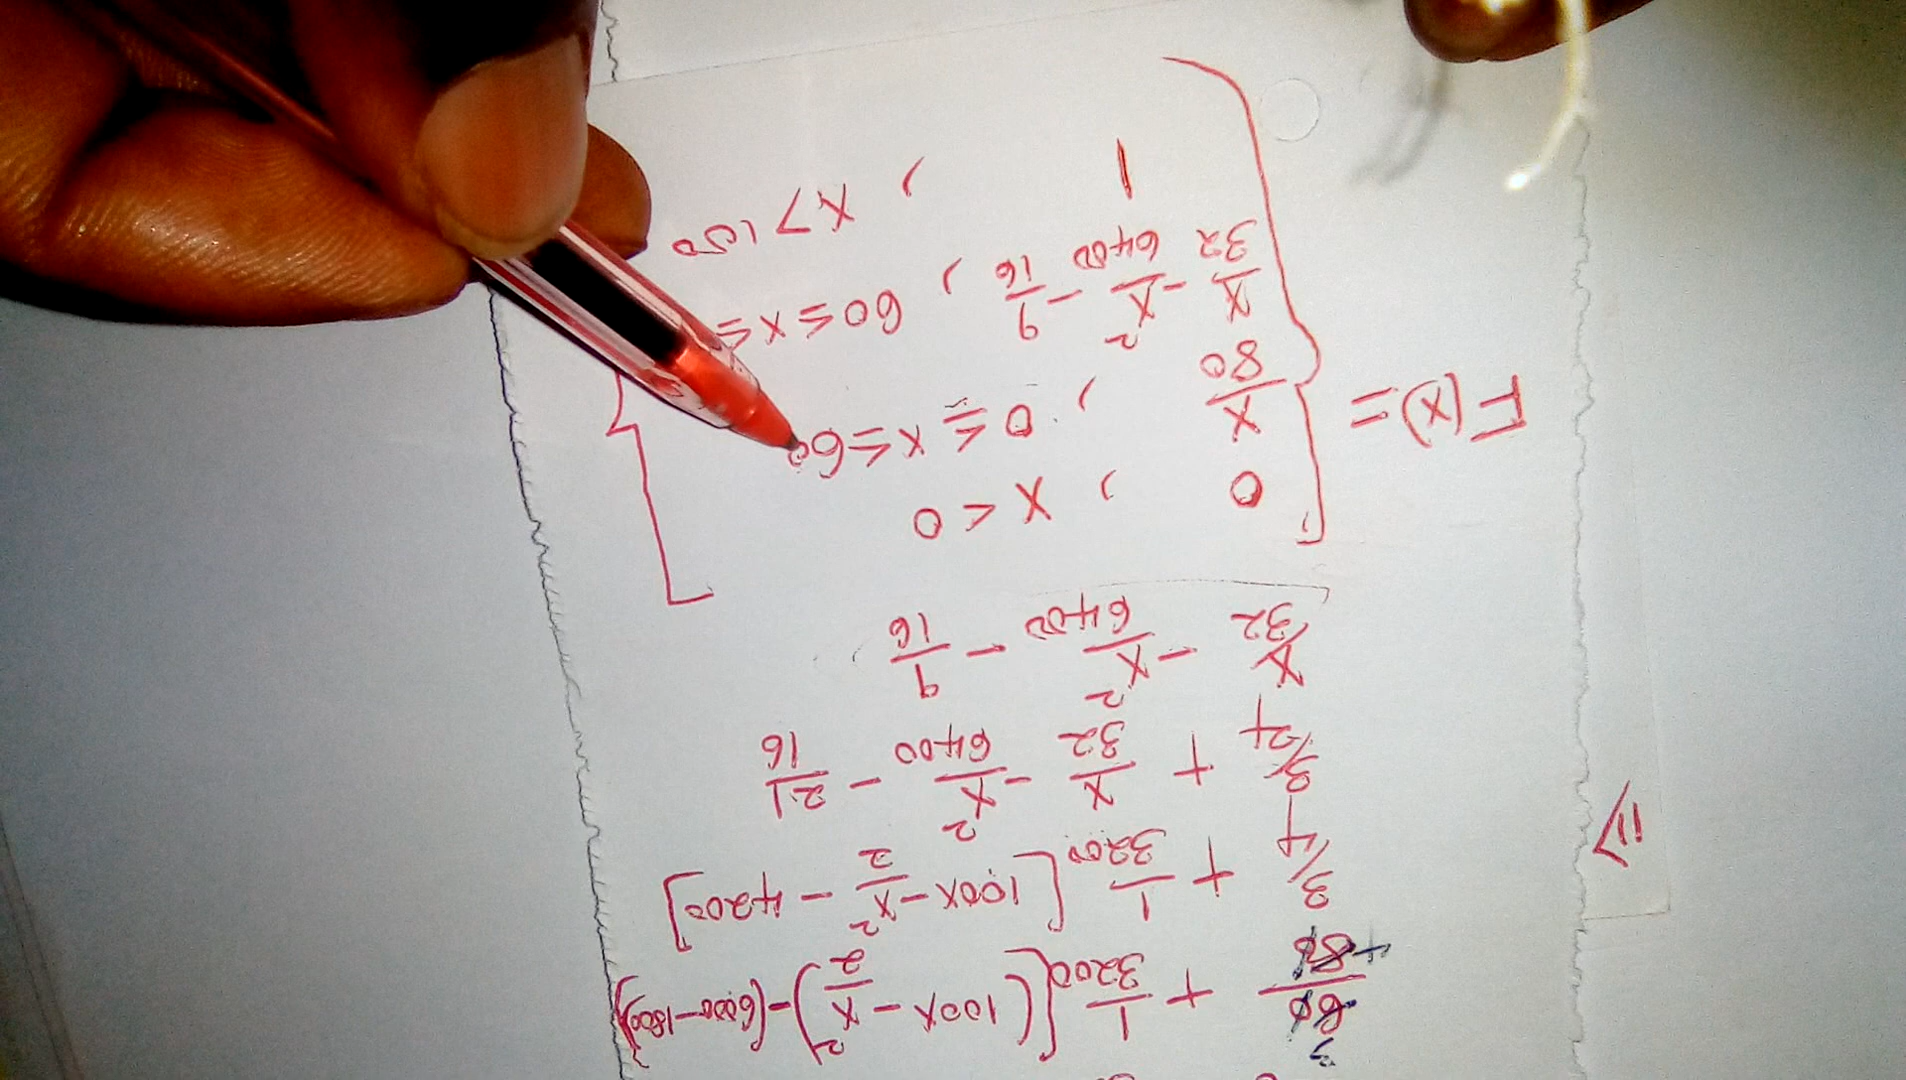 60/80 + 1/3200 [(100x - x²/2) - (6000 - 1800)]
3/4 + 1/3200 [100x - x²/2 - 4200]
⇒ 3/4 + x/32 - x²/6400 - 21/16
x/32 - x²/6400 - 9/16
0 , x < 0
F(x) = x/80 , 0 ≤ x ≤ 60
x/32 - x²/6400 - 9/16 , 60 ≤ x ≤
1 , x > 100